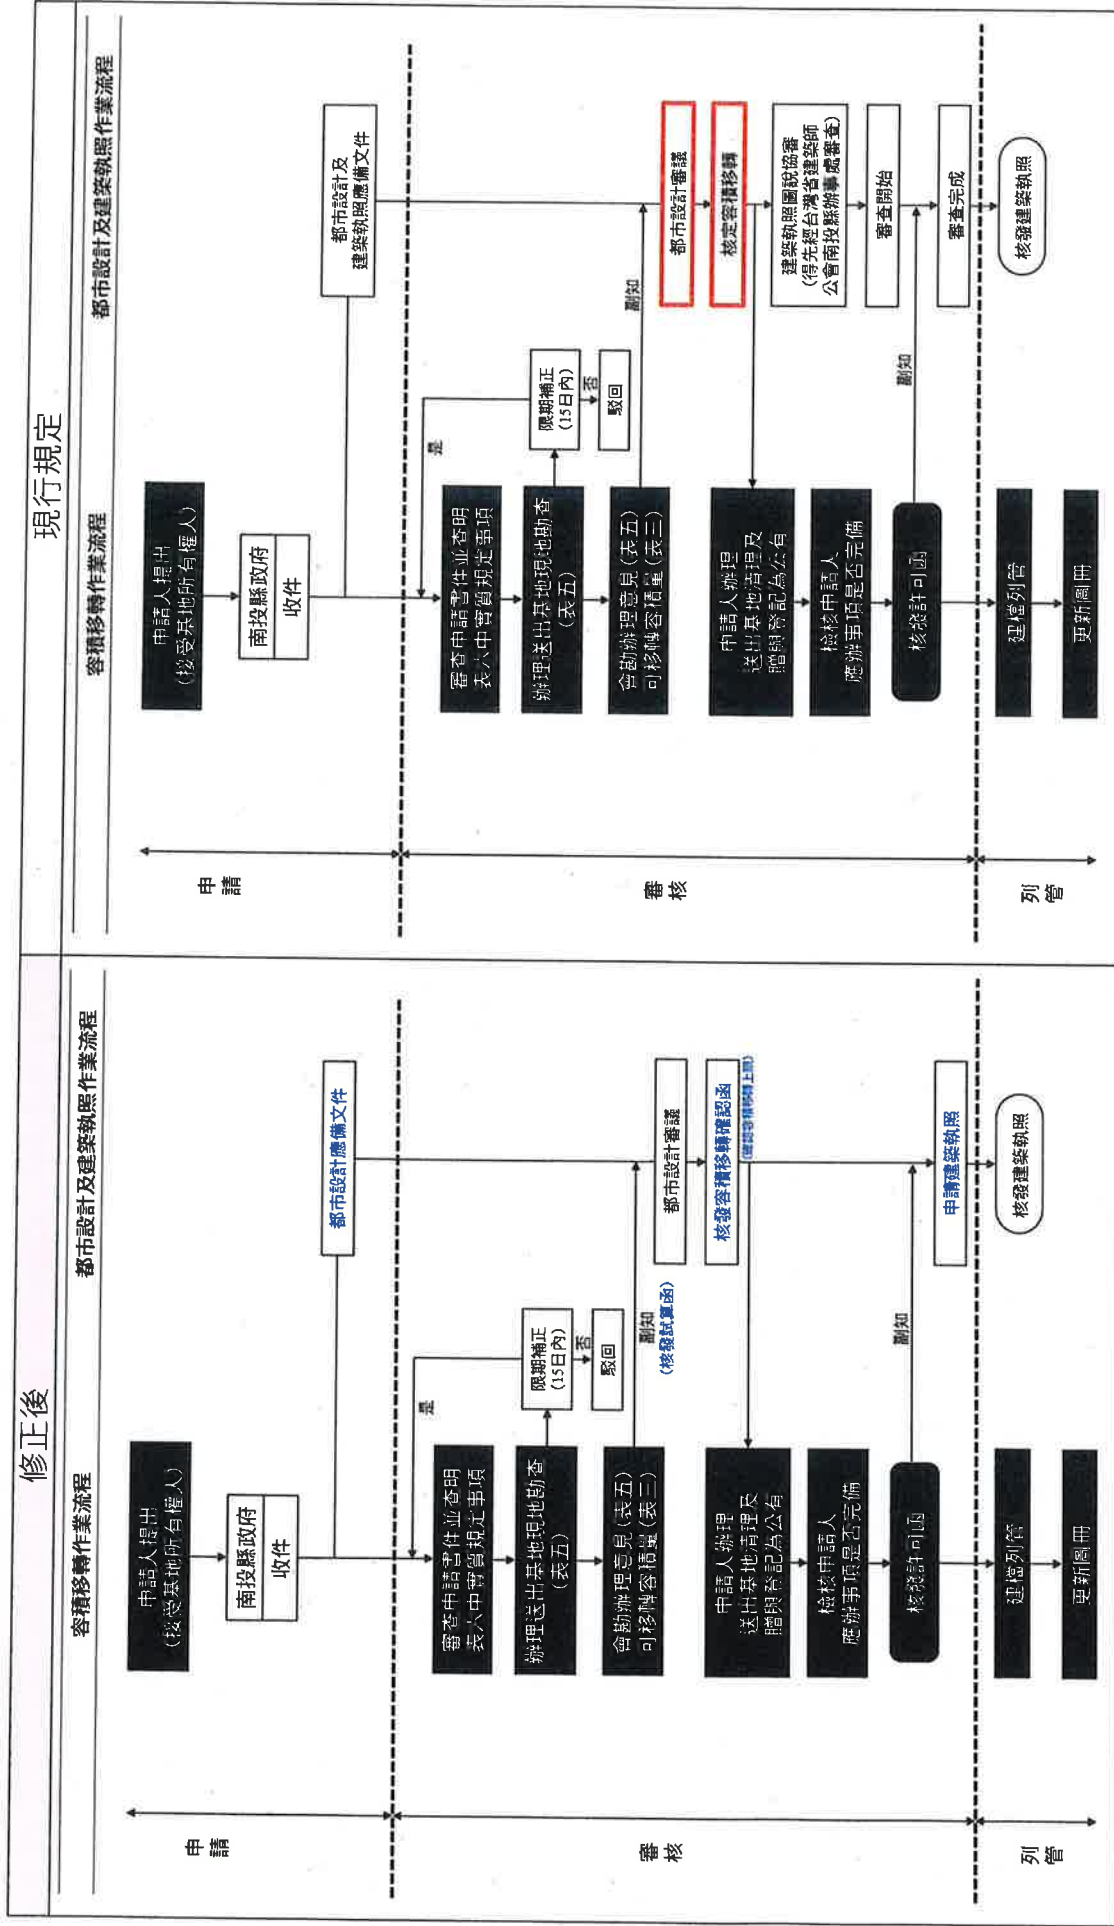 修正後
容積移轉作業流程
都市設計及建築執照作業流程
申請
審核
列管
申請人提出
(接受基地所有權人)
南投縣政府
收件
都市設計應備文件
審查申請書件並查明
表六中實質規定事項
是
辦理送出基地現地勘查
(表五)
限期補正
(15日內)
否
駁回
會勘辦理意見(表五)
可移轉容積量(表三)
副知
(核發試算函)
都市設計審議
核發容積移轉確認函
(確認容積移轉上限)
申請人辦理
送出基地清理及
贈與登記為公有
檢核申請人
應辦事項是否完備
核發許可函
副知
申請建築執照
核發建築執照
建檔列管
更新圖冊
現行規定
容積移轉作業流程
都市設計及建築執照作業流程
申請
審核
列管
申請人提出
(接受基地所有權人)
南投縣政府
收件
都市設計及
建築執照應備文件
審查申請書件並查明
表六中實質規定事項
是
辦理送出基地現地勘查
(表五)
限期補正
(15日內)
否
駁回
會勘辦理意見(表五)
可移轉容積量(表三)
副知
都市設計審議
核定容積移轉
建築執照圖說協審
(得先經台灣省建築師
公會南投縣辦事處審查)
申請人辦理
送出基地清理及
贈與登記為公有
檢核申請人
應辦事項是否完備
審查開始
核發許可函
副知
審查完成
核發建築執照
建檔列管
更新圖冊